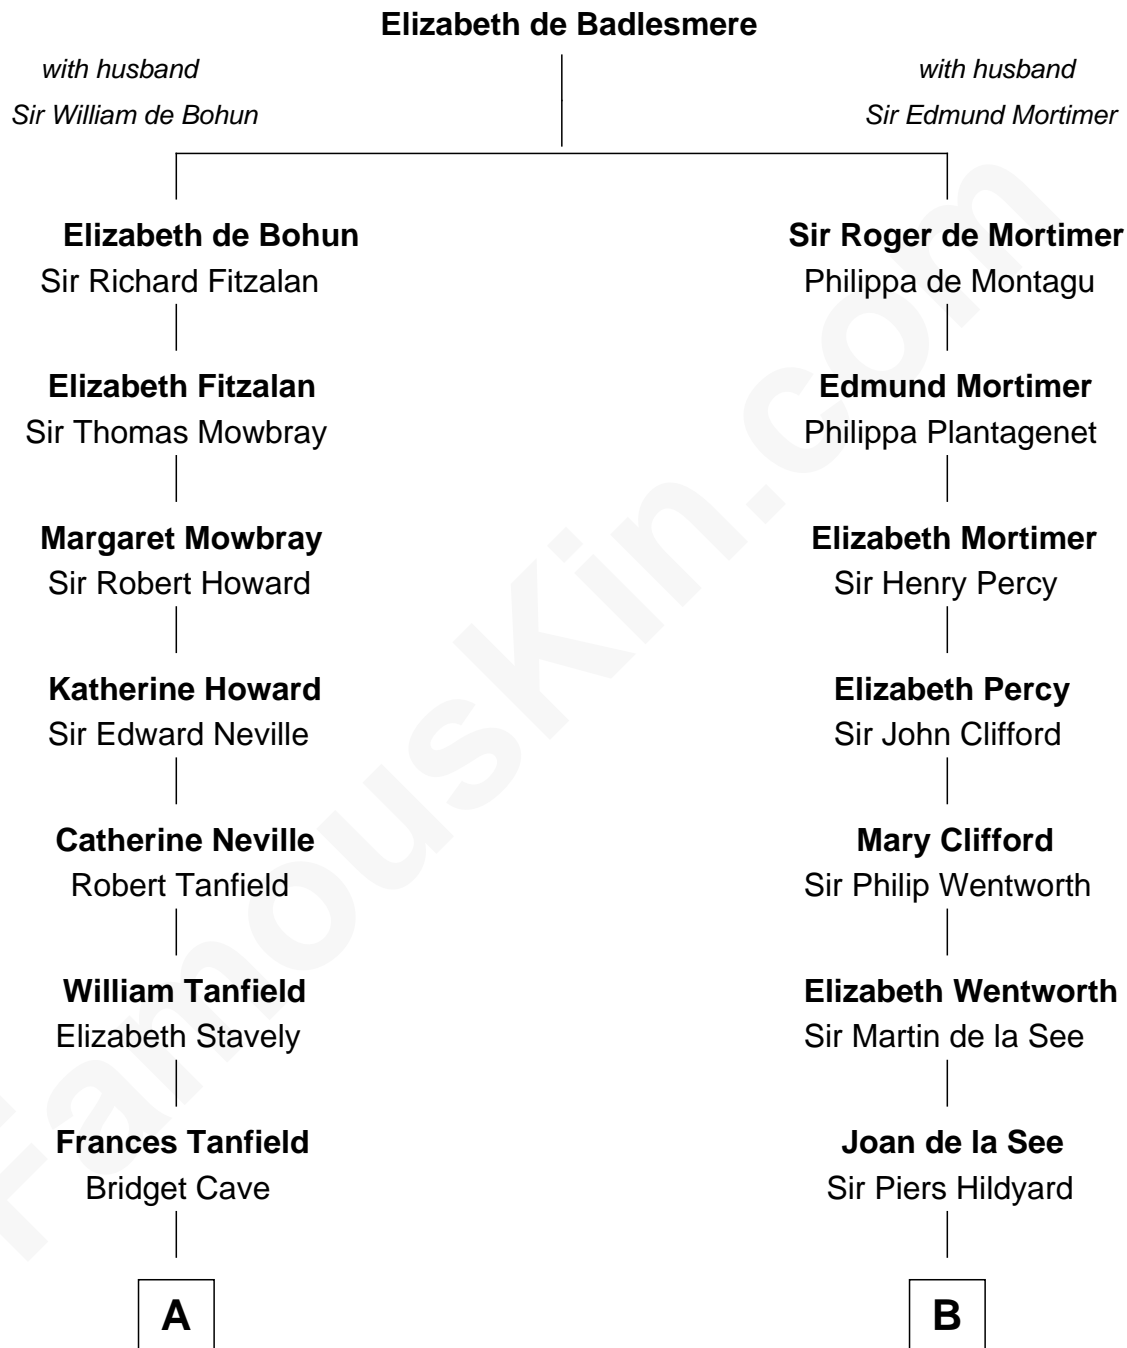 Elizabeth de Badlesmere
with husband
Sir William de Bohun
with husband
Sir Edmund Mortimer
Elizabeth de Bohun
Sir Richard Fitzalan
Sir Roger de Mortimer
Philippa de Montagu
Elizabeth Fitzalan
Sir Thomas Mowbray
Edmund Mortimer
Philippa Plantagenet
Margaret Mowbray
Sir Robert Howard
Elizabeth Mortimer
Sir Henry Percy
Katherine Howard
Sir Edward Neville
Elizabeth Percy
Sir John Clifford
Catherine Neville
Robert Tanfield
Mary Clifford
Sir Philip Wentworth
William Tanfield
Elizabeth Stavely
Elizabeth Wentworth
Sir Martin de la See
Frances Tanfield
Bridget Cave
Joan de la See
Sir Piers Hildyard
A
B
FamousKin.com